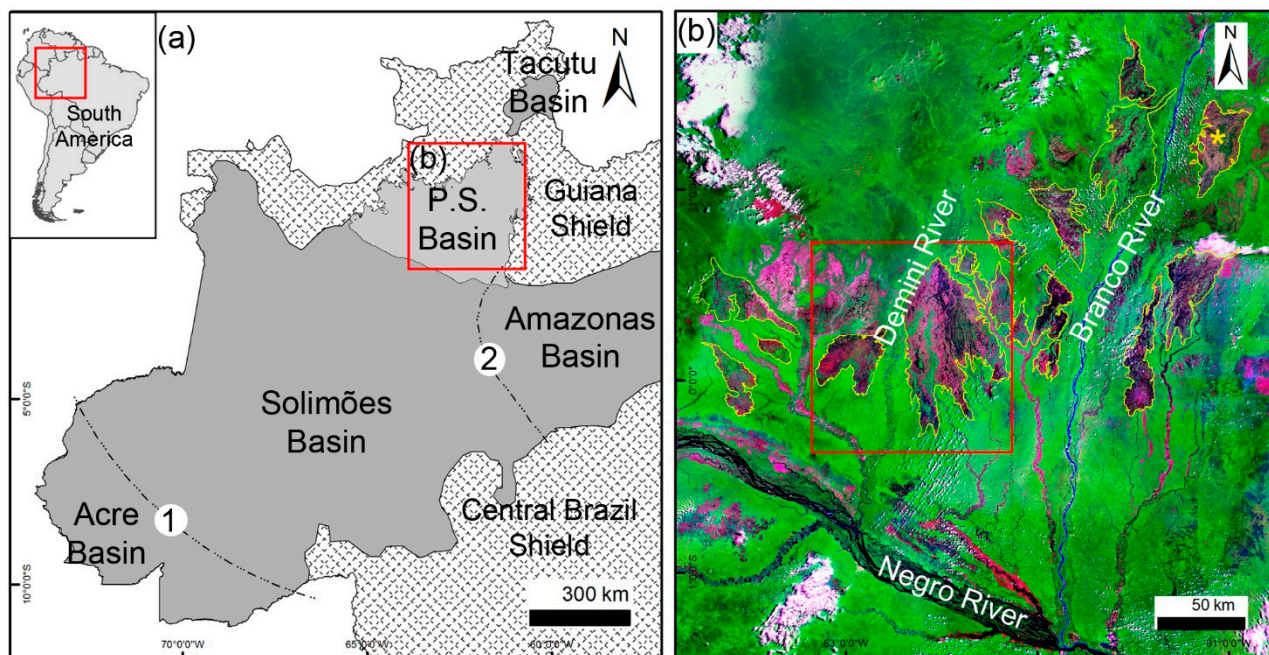 (a)
South
America
N
Tacutu
Basin
(b)
P.S.
Basin
Guiana
Shield
Amazonas
Basin
2
Solimões
Basin
5°0'0"S
Acre
Basin
1
Central Brazil
Shield
10°0'0"S
300 km
70°0'0"W
65°0'0"W
60°0'0"W
(b)
N
*
Demini River
Branco River
0°0'0"
Negro River
50 km
63°0'0"W
61°0'0"W